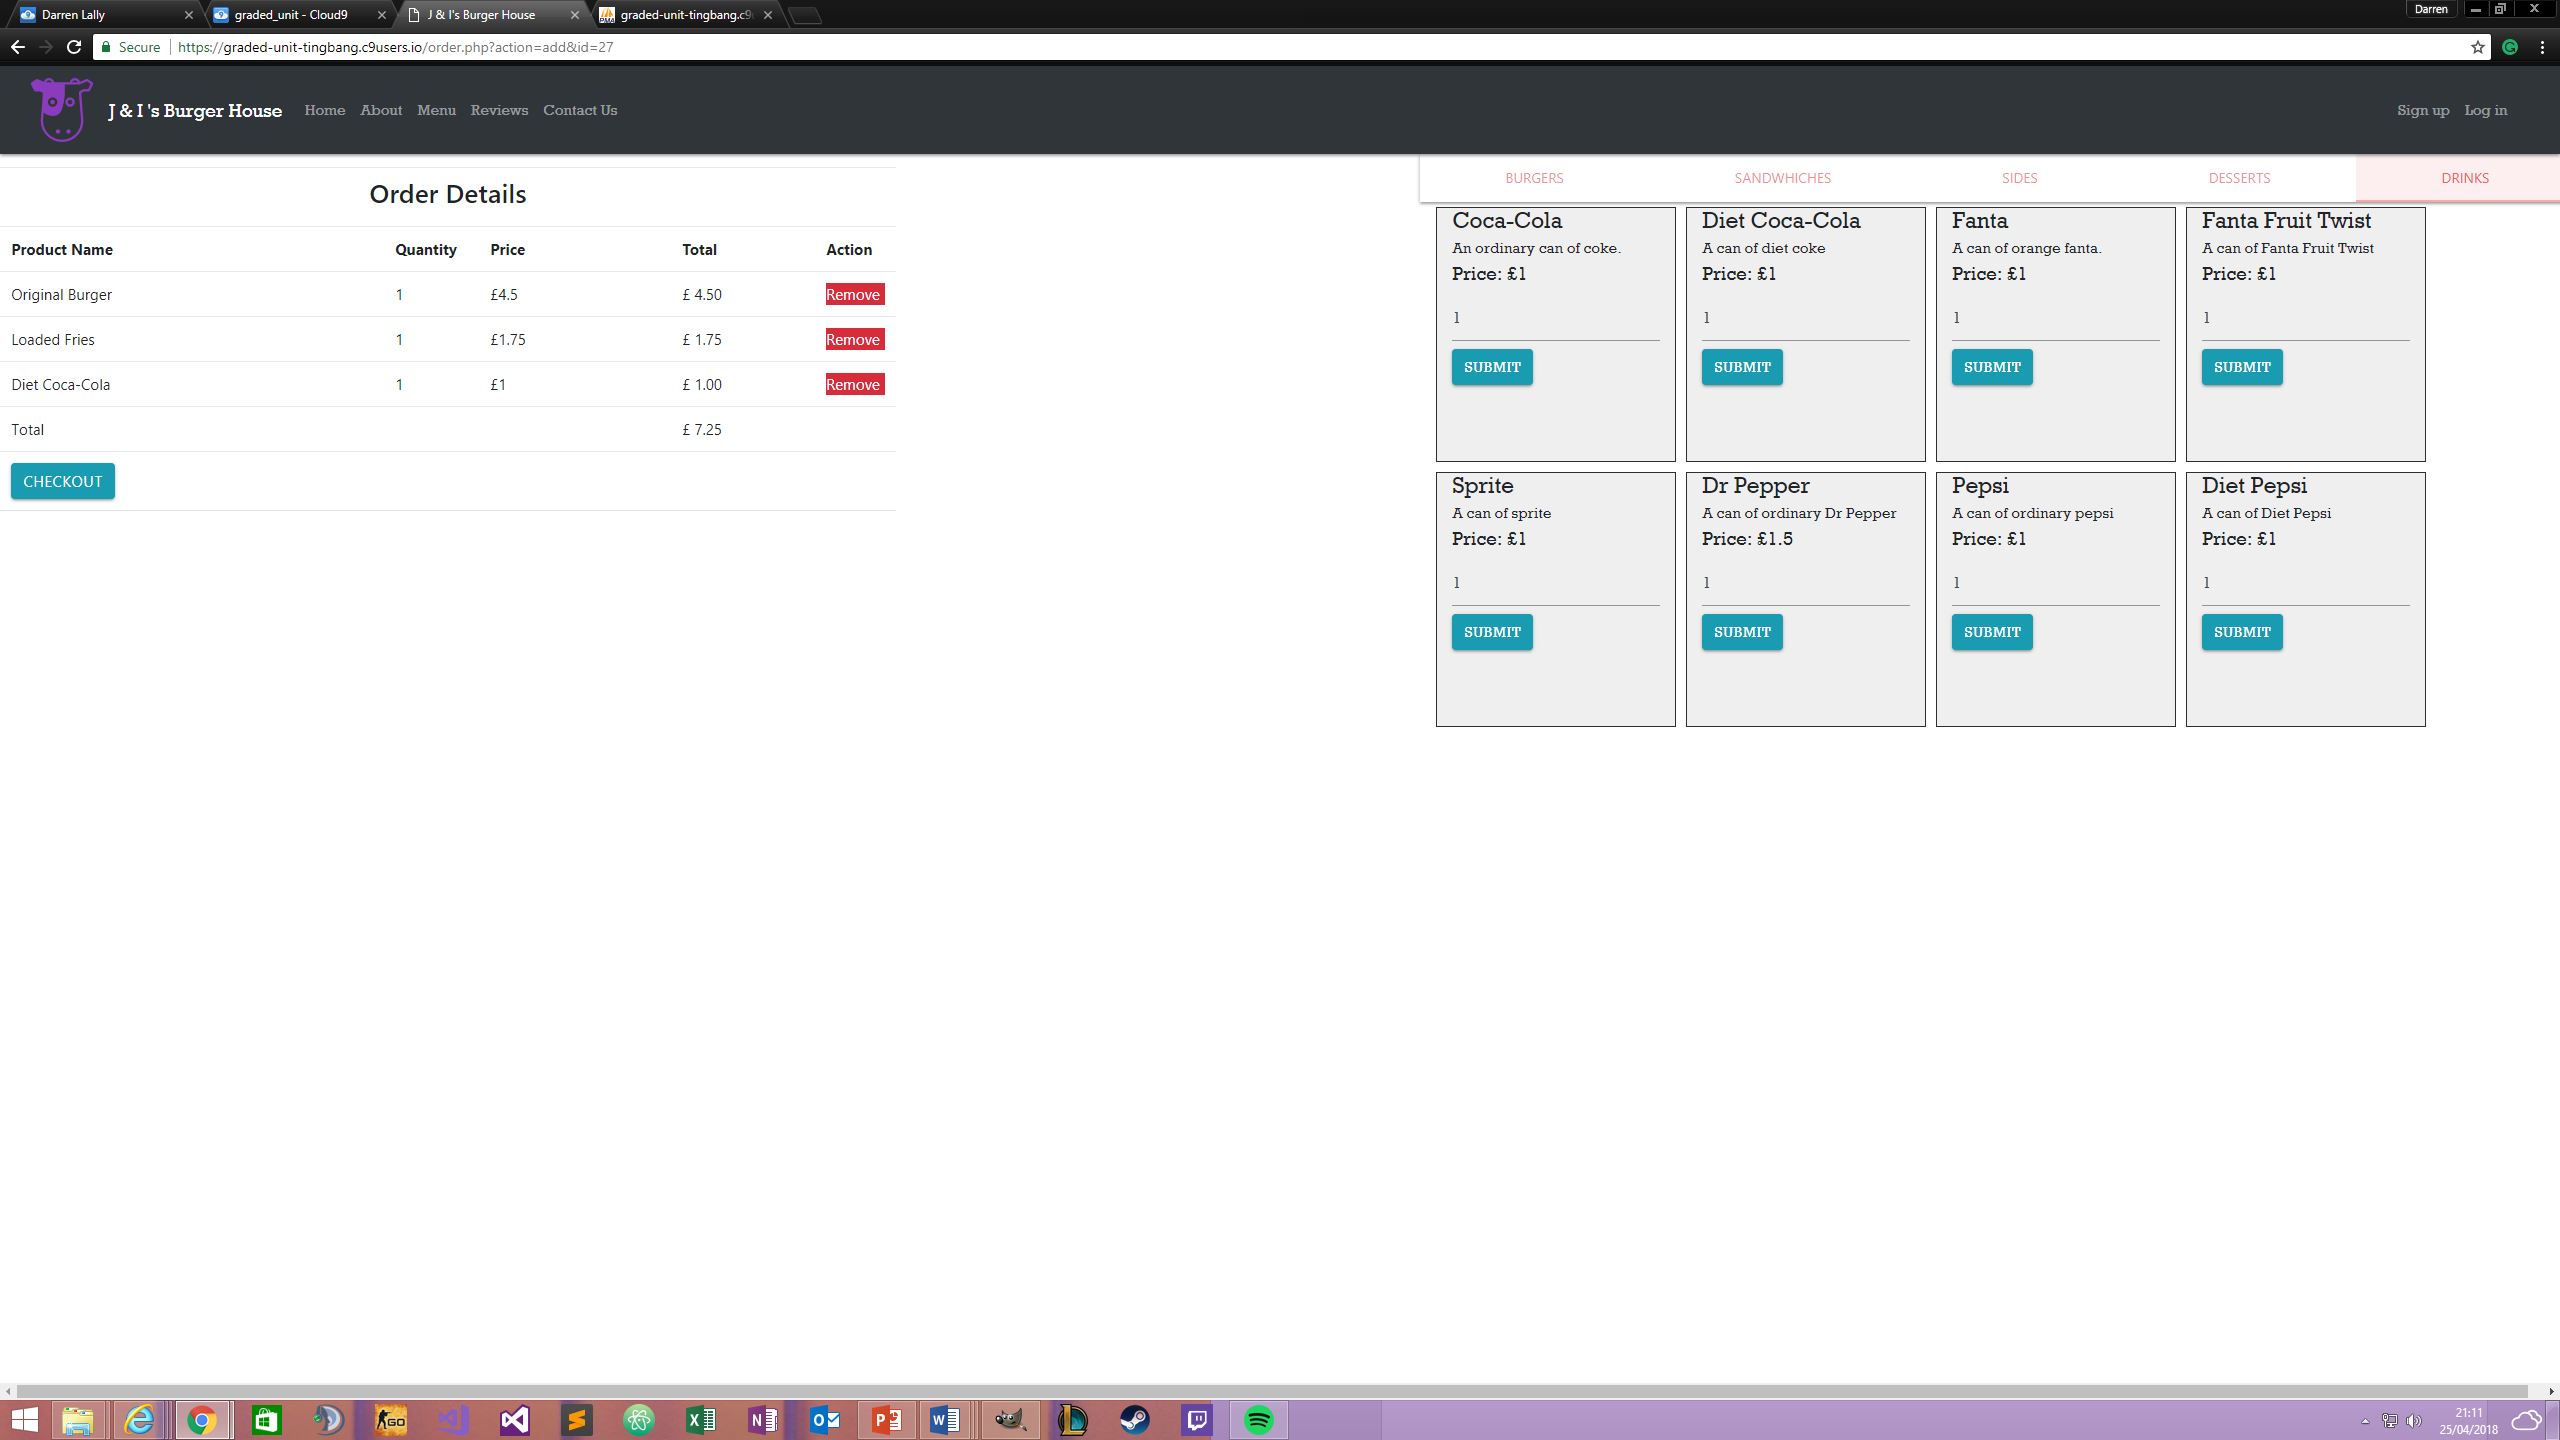 Darren Lally
graded_unit - Cloud9
J & I's Burger House
graded-unit-tingbang.c9
Darren
Secure
https://graded-unit-tingbang.c9users.io/order.php?action=add&id=27
J & I 's Burger House
Home About Menu Reviews Contact Us
Sign up Log in
Order Details
Product Name Quantity Price Total Action
Original Burger 1 £4.5 £ 4.50 Remove
Loaded Fries 1 £1.75 £ 1.75 Remove
Diet Coca-Cola 1 £1 £ 1.00 Remove
Total £ 7.25
CHECKOUT
BURGERS SANDWHICHES SIDES DESSERTS DRINKS
Coca-Cola
An ordinary can of coke.
Price: £1
1
SUBMIT
Diet Coca-Cola
A can of diet coke
Price: £1
1
SUBMIT
Fanta
A can of orange fanta.
Price: £1
1
SUBMIT
Fanta Fruit Twist
A can of Fanta Fruit Twist
Price: £1
1
SUBMIT
Sprite
A can of sprite
Price: £1
1
SUBMIT
Dr Pepper
A can of ordinary Dr Pepper
Price: £1.5
1
SUBMIT
Pepsi
A can of ordinary pepsi
Price: £1
1
SUBMIT
Diet Pepsi
A can of Diet Pepsi
Price: £1
1
SUBMIT
21:11
25/04/2018